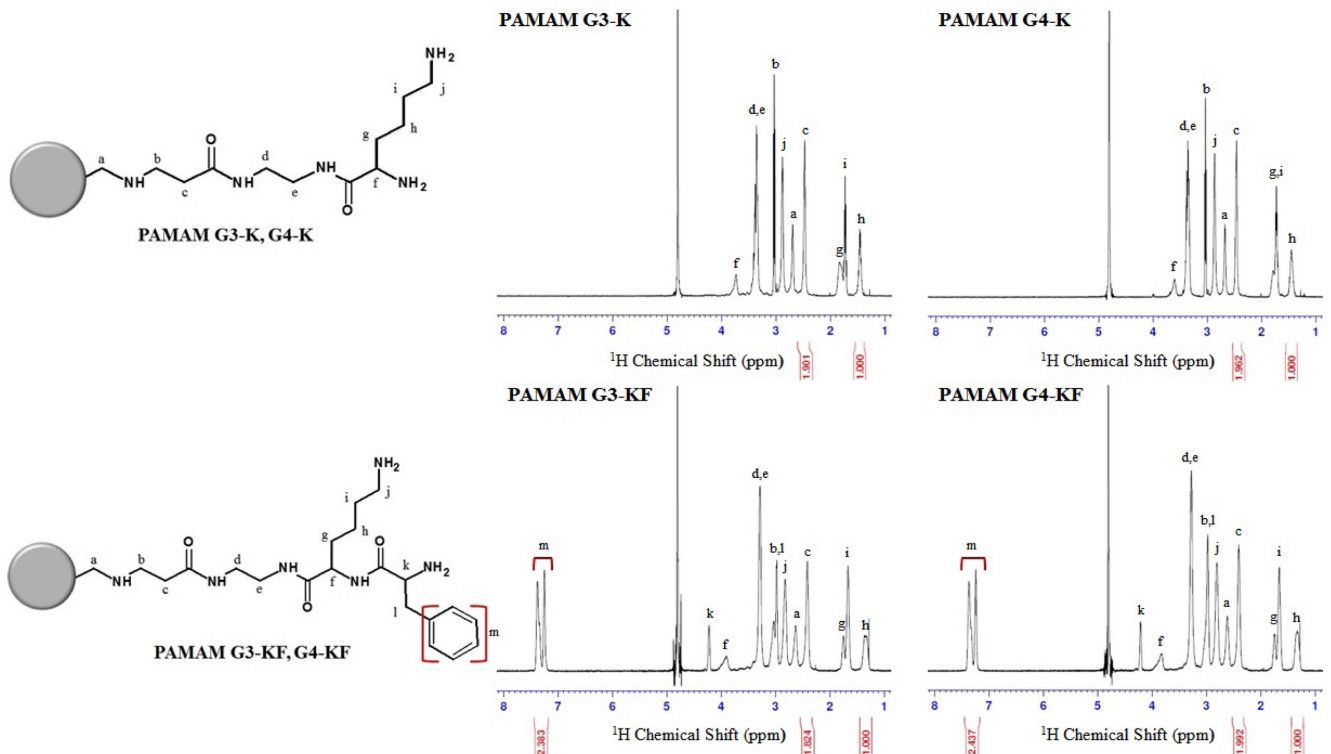 PAMAM G3-K
PAMAM G4-K
NH2
i
j
h
g
O
a
b
d
NH
NH
NH
NH2
c
e
f
O
PAMAM G3-K, G4-K
b
d,e
j
c
i
a
h
f
g
8 7 6 5 4 3 2 1
1H Chemical Shift (ppm)
1.901
1.000
b
d,e
j
c
g,i
a
h
f
8 7 6 5 4 3 2 1
1H Chemical Shift (ppm)
1.962
1.000
PAMAM G3-KF
PAMAM G4-KF
NH2
i
j
h
g
O
O
k
NH2
a
b
d
NH
NH
NH
NH
c
e
f
O
l
m
PAMAM G3-KF, G4-KF
m
d,e
b,l
j
c
i
k
a
f
g
h
8 7 6 5 4 3 2 1
1H Chemical Shift (ppm)
2.383
1.824
1.000
m
d,e
b,l
j
c
i
k
a
f
g
h
8 7 6 5 4 3 2 1
1H Chemical Shift (ppm)
2.437
1.892
1.000